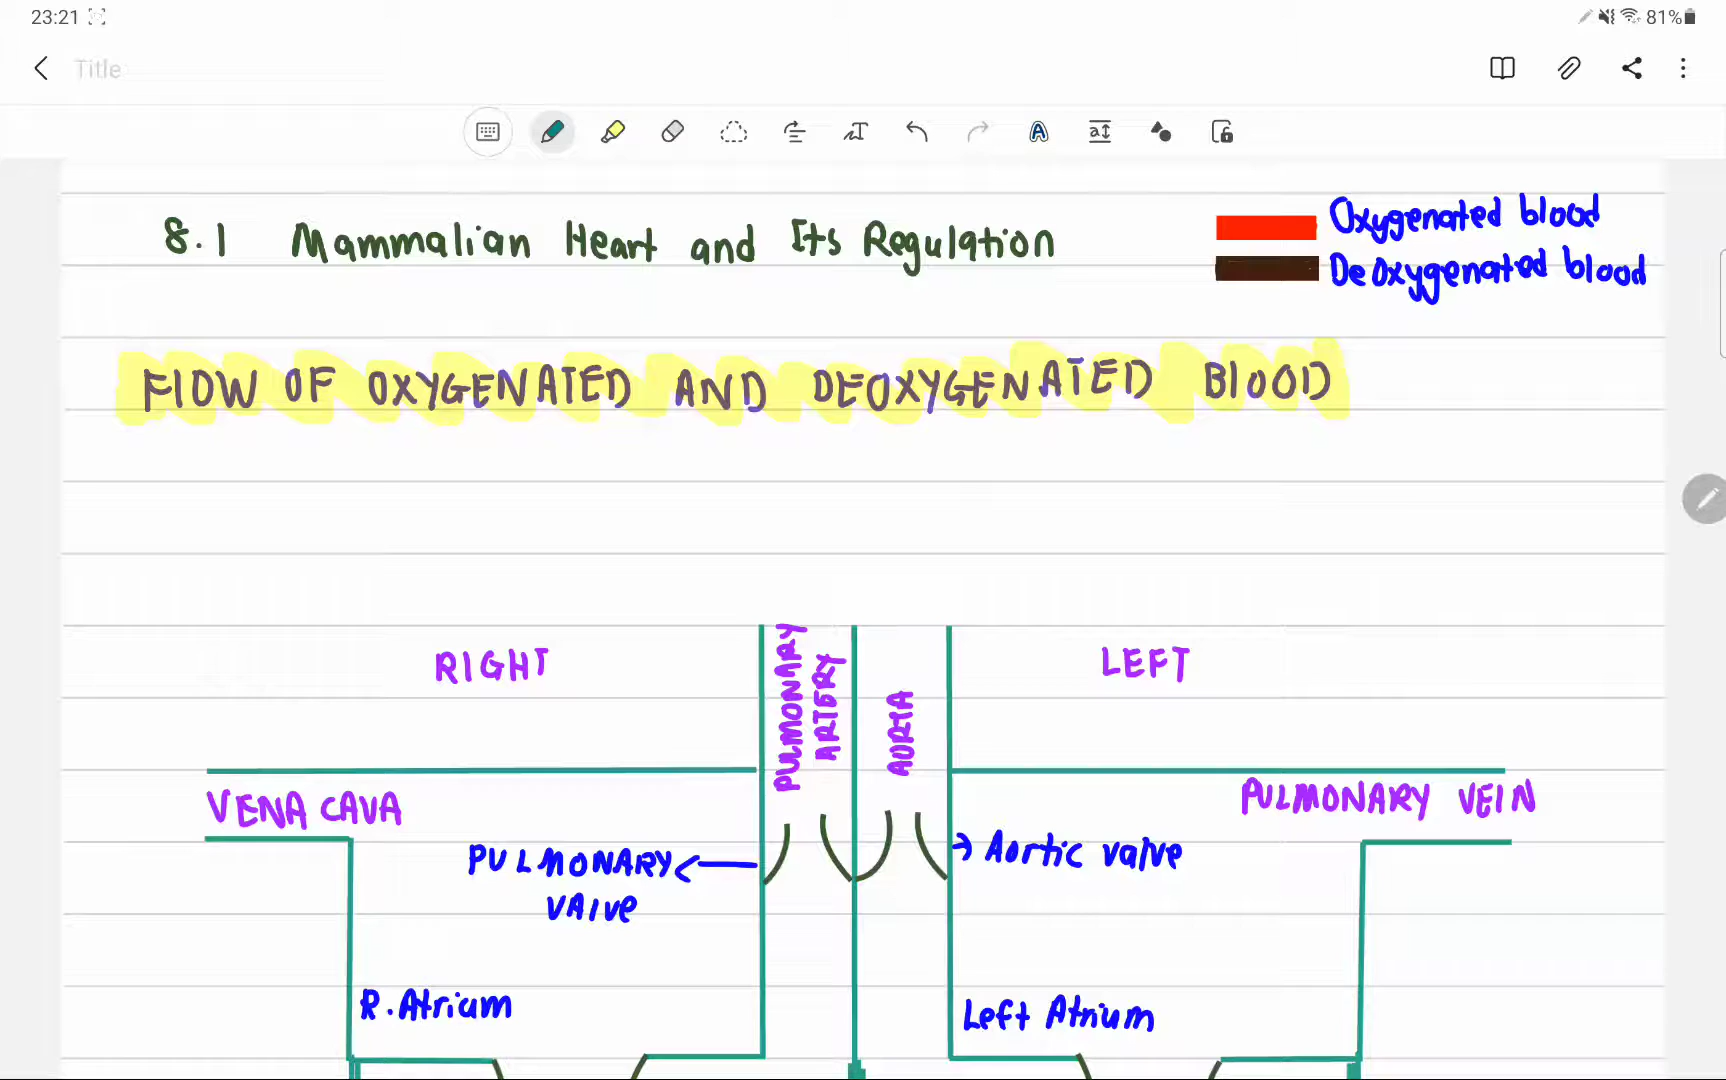 23:21
81%
Title
8.1 Mammalian Heart and Its Regulation
Oxygenated blood
Deoxygenated blood
FlOW OF OXYGENATED AND DEOXYGENATED BlOOD
RIGHT
PULMONARY
ARTERY
AORTA
LEFT
VENA CAVA
PULMONARY VEIN
PULMONARY
VAlVe
Aortic valve
R. Atrium
Left Atrium